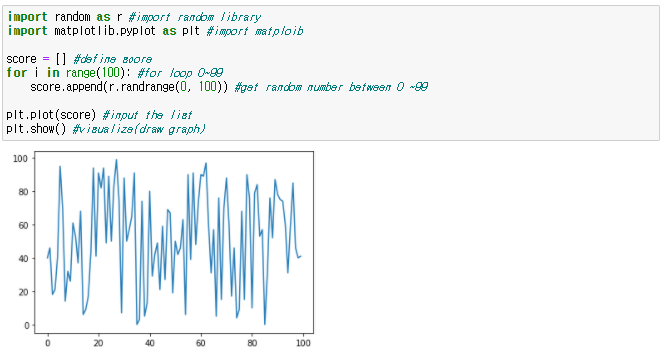 import random as r #import random library
import matplotlib.pyplot as plt #import matploib
score = [] #define score
for i in range(100): #for loop 0~99
score.append(r.randrange(0, 100)) #get random number between 0 ~99
plt.plot(score) #input the list
plt.show() #visualize(draw graph)
100
80
60
40
20
0
0 20 40 60 80 100